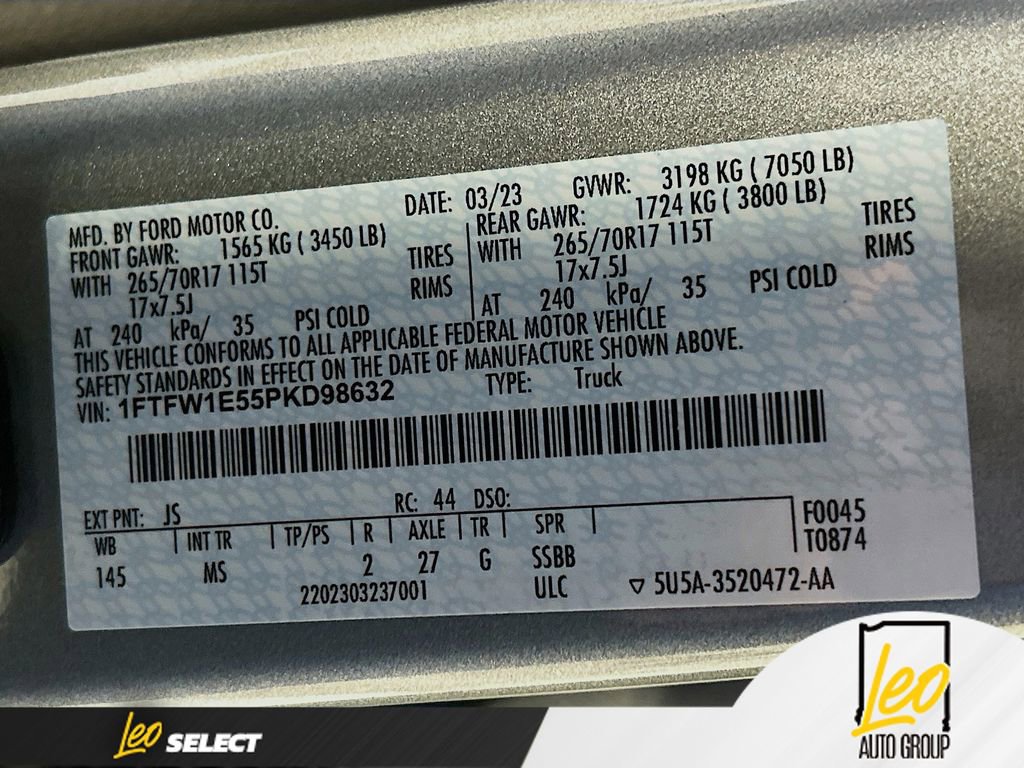 MFD. BY FORD MOTOR CO. DATE: 03/23 GVWR: 3198 KG ( 7050 LB)
FRONT GAWR: 1565 KG ( 3450 LB) REAR GAWR: 1724 KG ( 3800 LB)
WITH 265/70R17 115T TIRES WITH 265/70R17 115T TIRES
17x7.5J RIMS 17x7.5J RIMS
AT 240 kPa/ 35 PSI COLD AT 240 kPa/ 35 PSI COLD
THIS VEHICLE CONFORMS TO ALL APPLICABLE FEDERAL MOTOR VEHICLE
SAFETY STANDARDS IN EFFECT ON THE DATE OF MANUFACTURE SHOWN ABOVE.
VIN: 1FTFW1E55PKD98632 TYPE: Truck
EXT PNT: JS RC: 44 DSO:
WB INT TR TP/PS R AXLE TR SPR F0045
145 MS 2 27 G SSBB T0874
2202303237001 ULC ▽ 5U5A-3520472-AA
Leo SELECT
Leo
AUTO GROUP